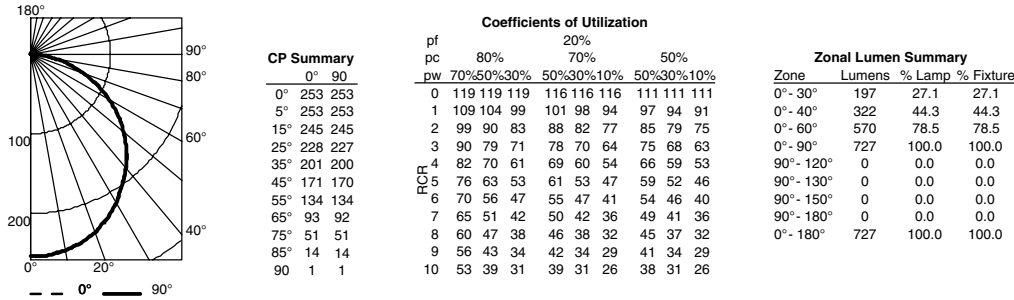 180°
90°
80°
60°
40°
100
200
0° 20°
0° 90°
CP Summary
0° 90
0° 253 253
5° 253 253
15° 245 245
25° 228 227
35° 201 200
45° 171 170
55° 134 134
65° 93 92
75° 51 51
85° 14 14
90 1 1
Coefficients of Utilization
pf 20%
pc 80% 70% 50%
pw 70%50%30% 50%30%10% 50%30%10%
RCR
0 119 119 119 116 116 116 111 111 111
1 109 104 99 101 98 94 97 94 91
2 99 90 83 88 82 77 85 79 75
3 90 79 71 78 70 64 75 68 63
4 82 70 61 69 60 54 66 59 53
5 76 63 53 61 53 47 59 52 46
6 70 56 47 55 47 41 54 46 40
7 65 51 42 50 42 36 49 41 36
8 60 47 38 46 38 32 45 37 32
9 56 43 34 42 34 29 41 34 29
10 53 39 31 39 31 26 38 31 26
Zonal Lumen Summary
Zone Lumens % Lamp % Fixture
0°- 30° 197 27.1 27.1
0°- 40° 322 44.3 44.3
0°- 60° 570 78.5 78.5
0°- 90° 727 100.0 100.0
90°- 120° 0 0.0 0.0
90°- 130° 0 0.0 0.0
90°- 150° 0 0.0 0.0
90°- 180° 0 0.0 0.0
0°- 180° 727 100.0 100.0